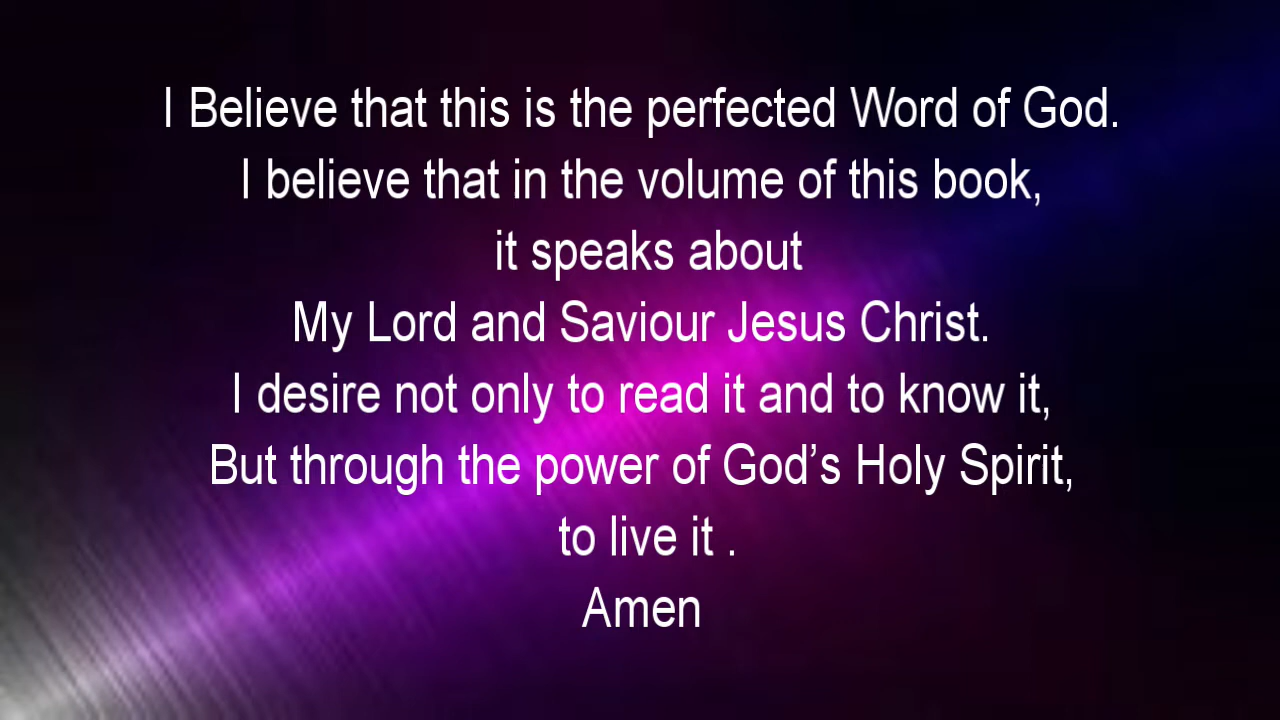 I Believe that this is the perfected Word of God.
I believe that in the volume of this book,
it speaks about
My Lord and Saviour Jesus Christ.
I desire not only to read it and to know it,
But through the power of God’s Holy Spirit,
to live it .
Amen